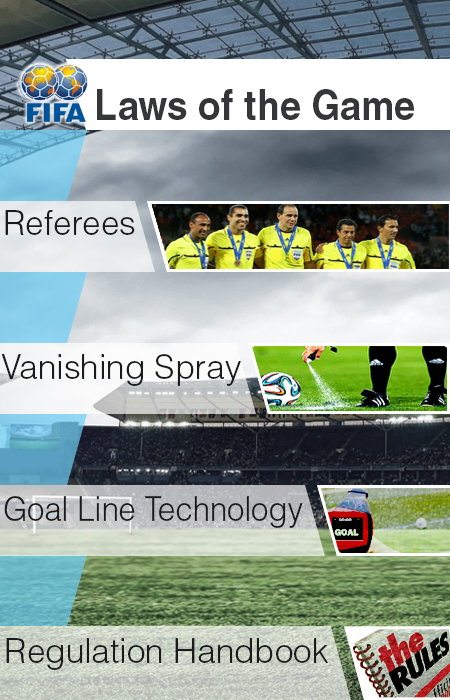 FIFA
Laws of the Game
Referees
Vanishing Spray
Goal Line Technology
GOAL
Regulation Handbook
the
RULES